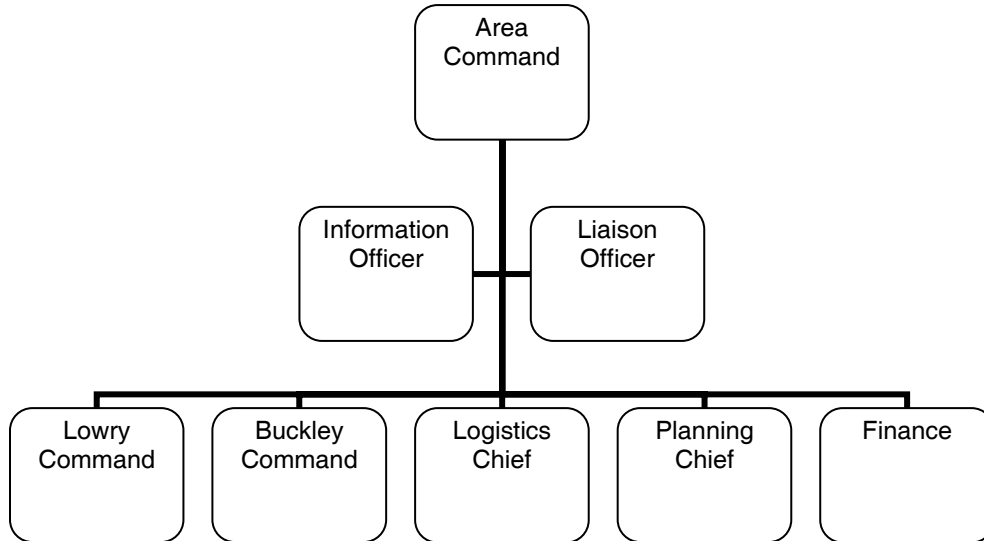 Area
Command
Information
Officer
Liaison
Officer
Lowry
Command
Buckley
Command
Logistics
Chief
Planning
Chief
Finance